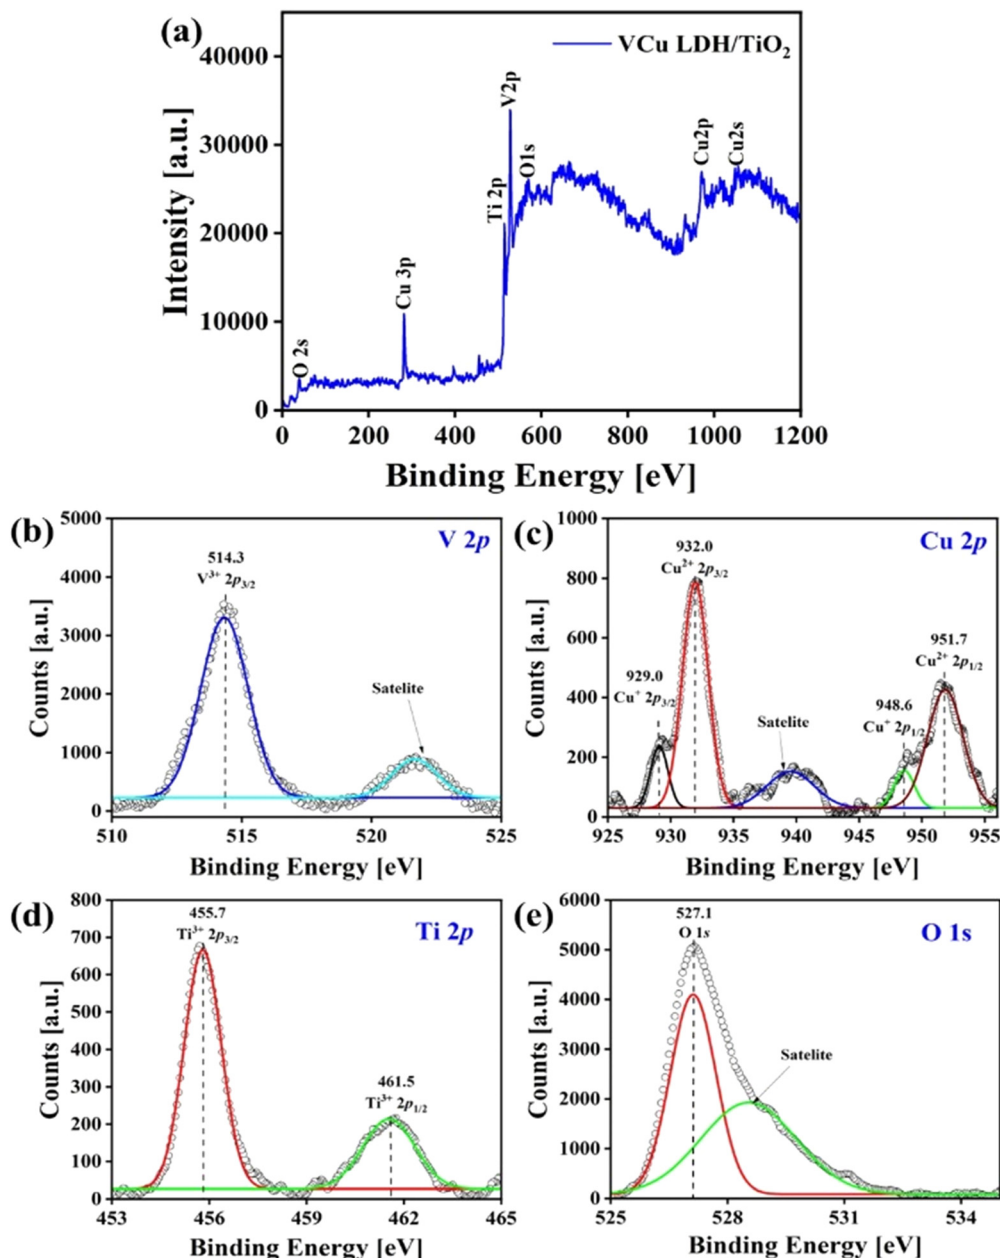 (a)
VCu LDH/TiO₂
40000
30000
20000
10000
0
Intensity [a.u.]
O 2s
Cu 3p
Ti 2p
V2p
O1s
Cu2p
Cu2s
0 200 400 600 800 1000 1200
Binding Energy [eV]
(b)
V 2p
5000
4000
3000
2000
1000
0
Counts [a.u.]
514.3
V³⁺ 2p₃/₂
Satelite
510 515 520 525
Binding Energy [eV]
(c)
Cu 2p
1000
800
600
400
200
0
Counts [a.u.]
932.0
Cu²⁺ 2p₃/₂
929.0
Cu⁺ 2p₃/₂
Satelite
948.6
Cu⁺ 2p₁/₂
951.7
Cu²⁺ 2p₁/₂
925 930 935 940 945 950 955
Binding Energy [eV]
(d)
Ti 2p
800
700
600
500
400
300
200
100
0
Counts [a.u.]
455.7
Ti³⁺ 2p₃/₂
461.5
Ti³⁺ 2p₁/₂
453 456 459 462 465
Binding Energy [eV]
(e)
O 1s
6000
5000
4000
3000
2000
1000
0
Counts [a.u.]
527.1
O 1s
Satelite
525 528 531 534
Binding Energy [eV]